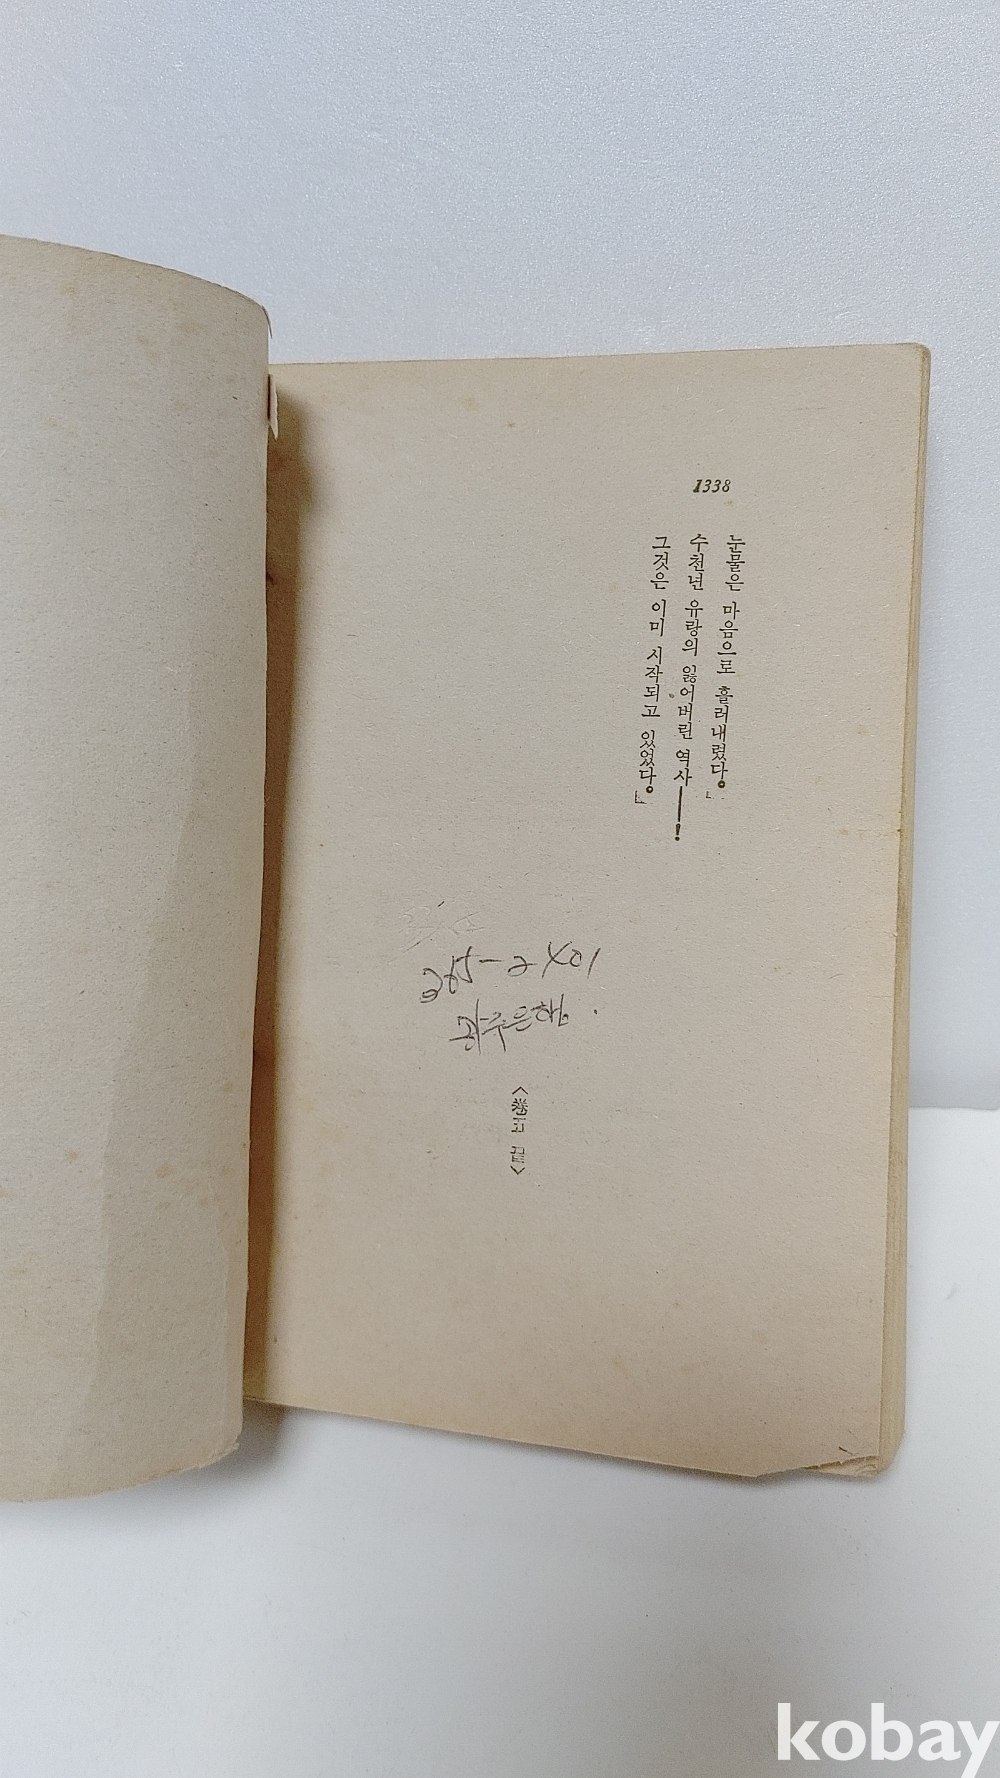 1338
눈물은 마음으로 흘러내렸다。」
수천년 유랑의 잃어버린 역사──!
그것은 이미 시작되고 있었다。」
<卷五 끝>
kobay